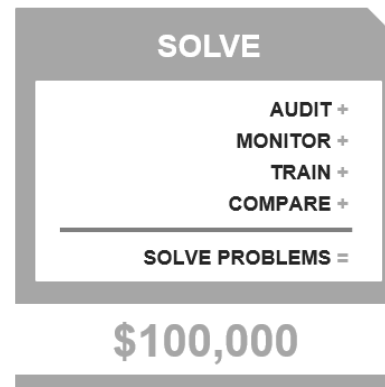 SOLVE
AUDIT +
MONITOR +
TRAIN +
COMPARE +
SOLVE PROBLEMS =
$100,000